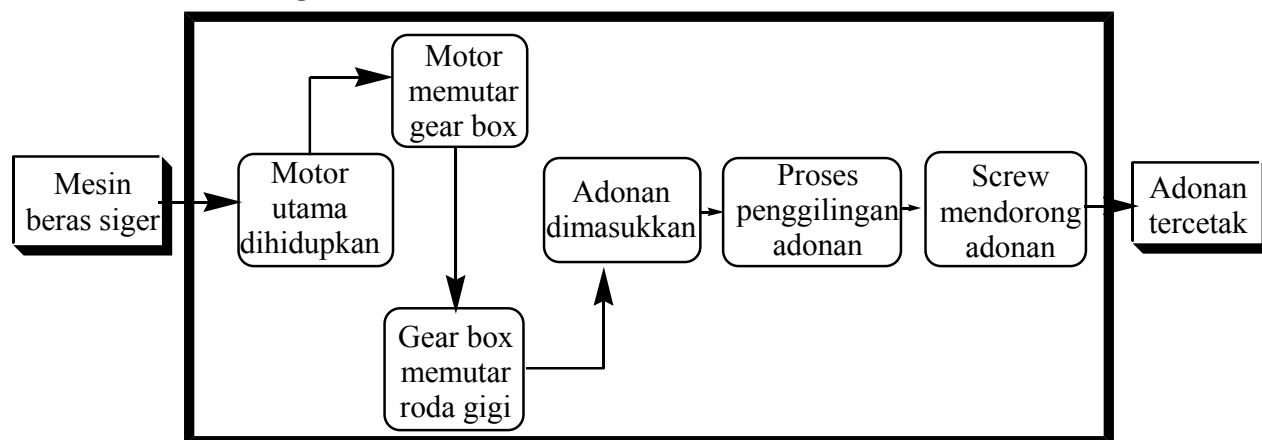 Mesin
beras siger
Motor
utama
dihidupkan
Motor
memutar
gear box
Gear box
memutar
roda gigi
Adonan
dimasukkan
Proses
penggilingan
adonan
Screw
mendorong
adonan
Adonan
tercetak